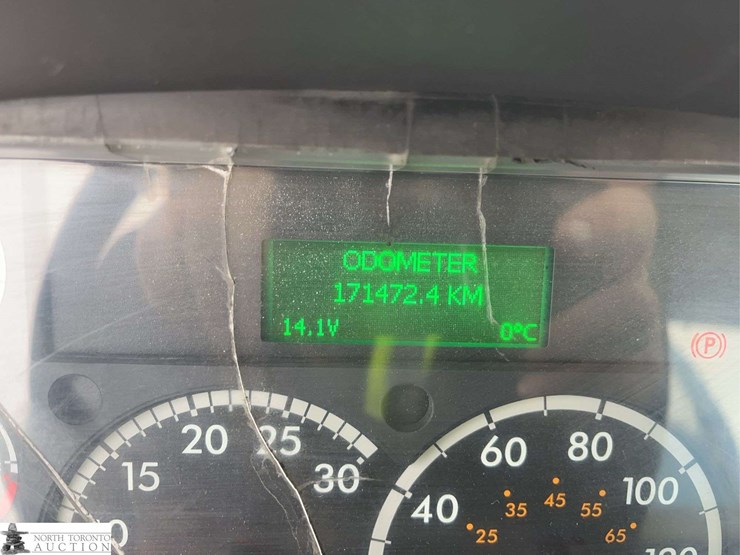 ODOMETER
171472.4 KM
14.1V 0°C
(P)
15 20 25 30
40 60 80 100
25 35 45 55 65
NORTH TORONTO
AUCTION